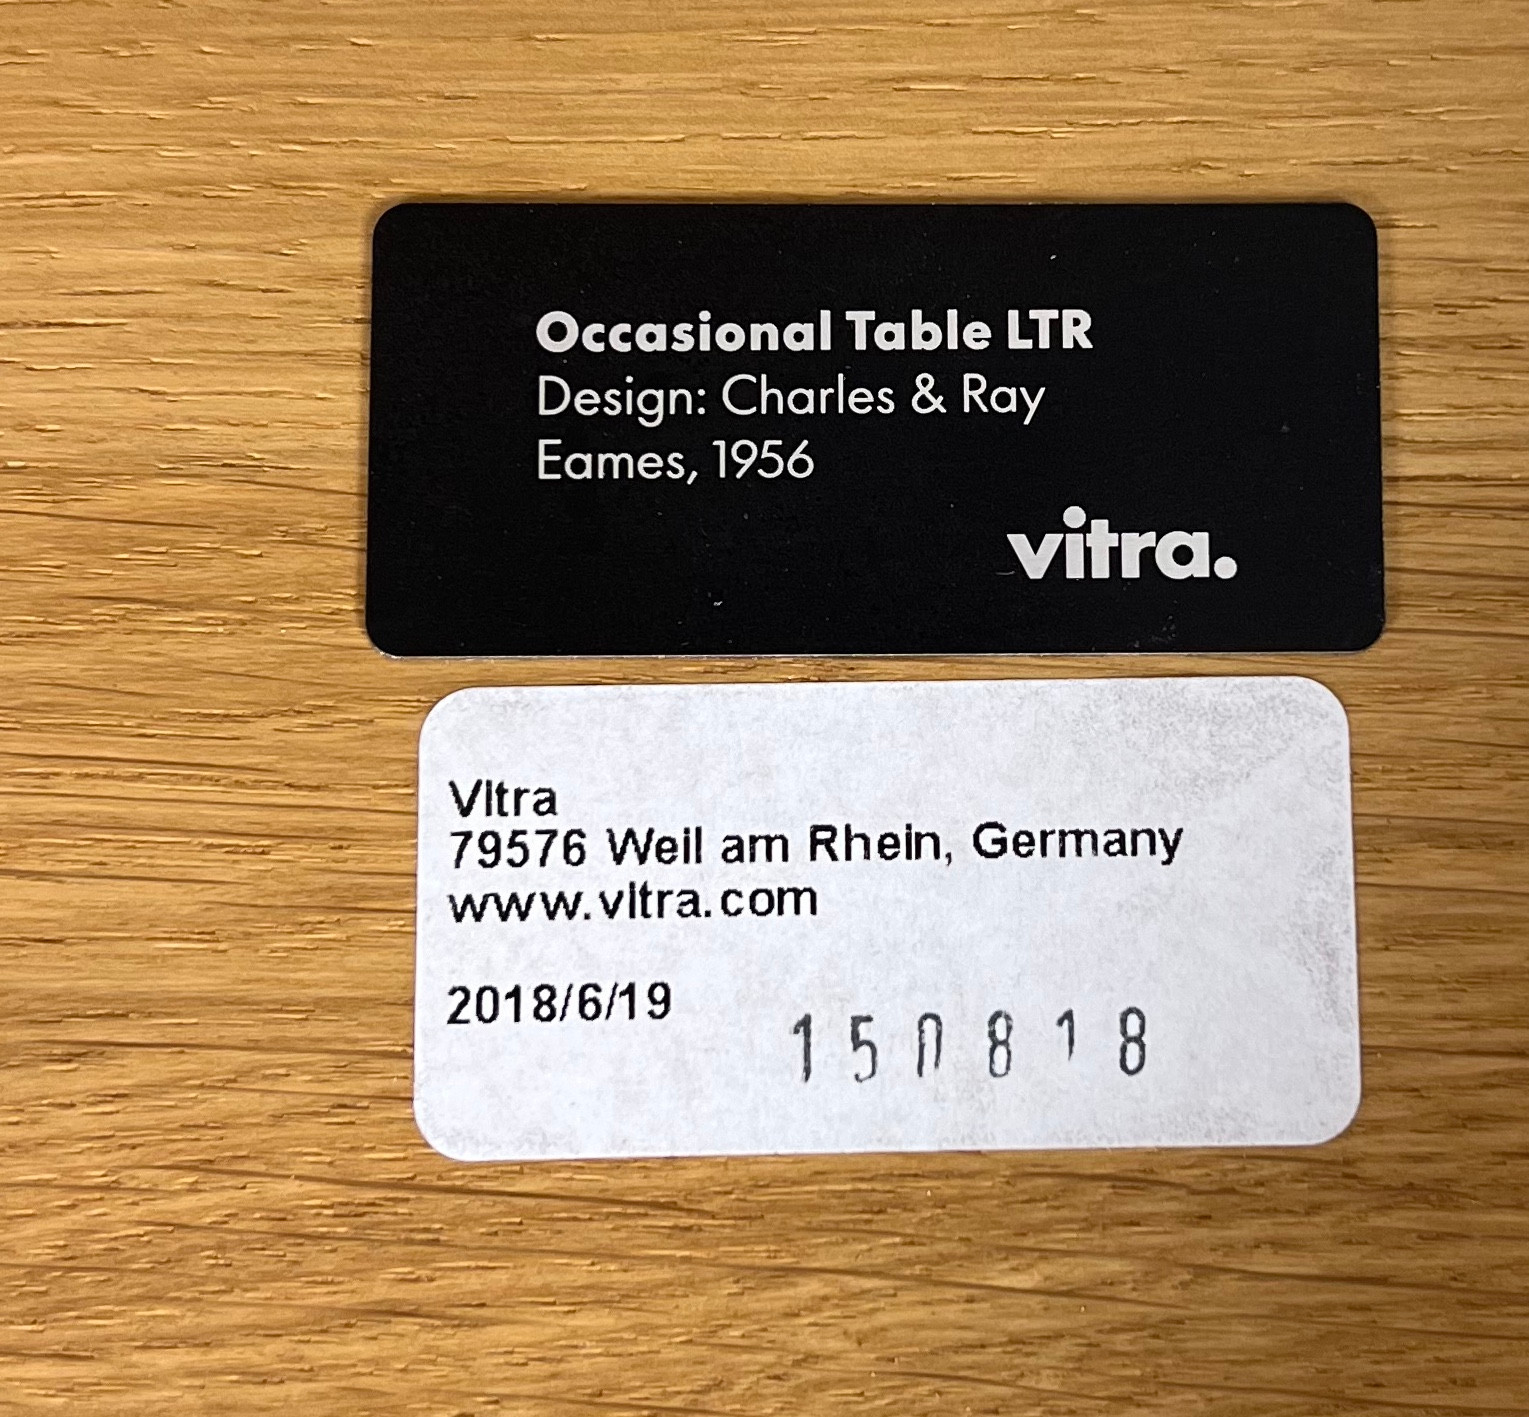 Occasional Table LTR
Design: Charles & Ray
Eames, 1956
vitra.
Vitra
79576 Weil am Rhein, Germany
www.vitra.com
2018/6/19
150818